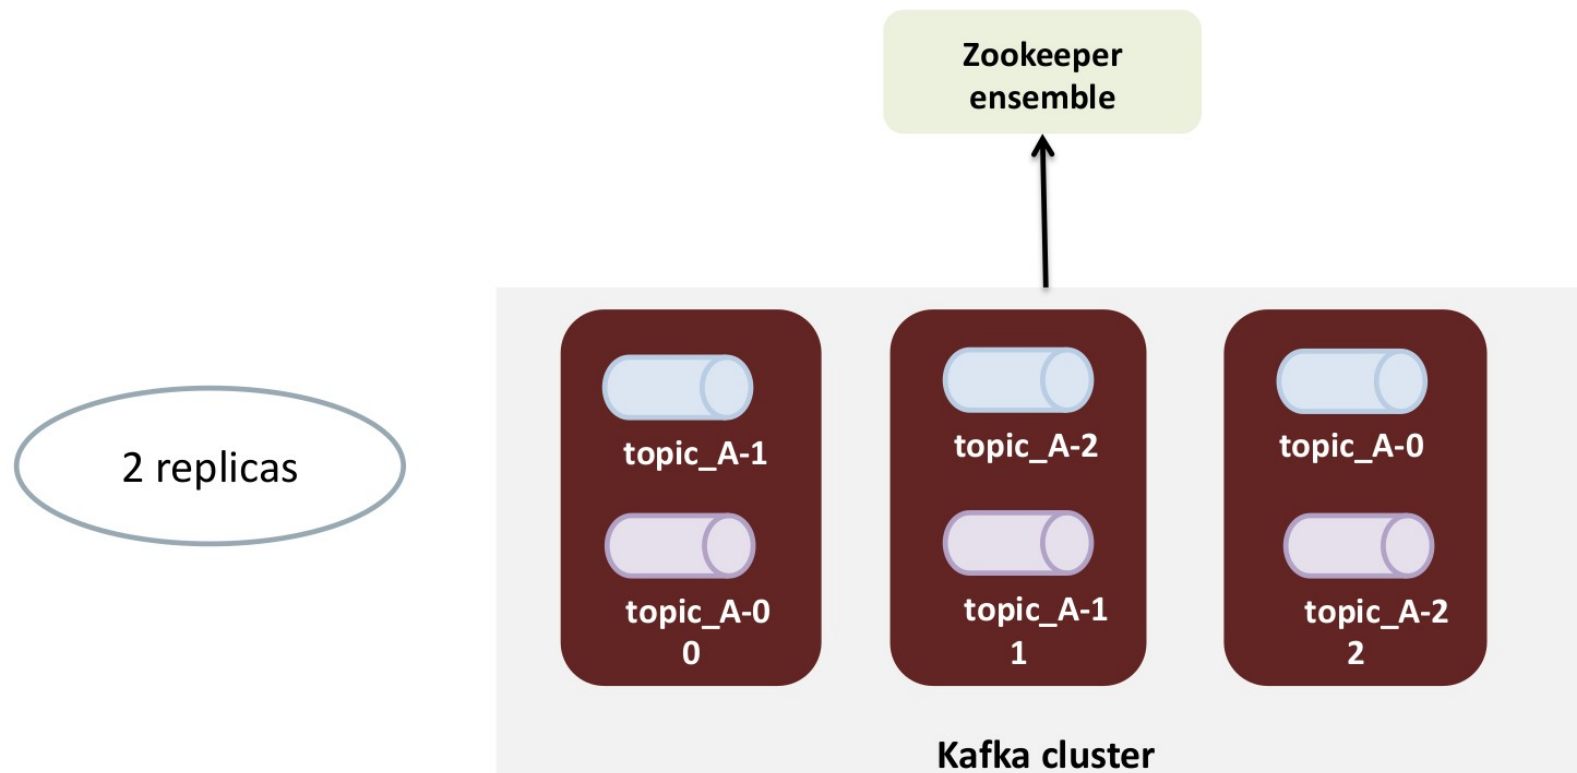 Zookeeper
ensemble
2 replicas
topic_A-1
topic_A-0
0
topic_A-2
topic_A-1
1
topic_A-0
topic_A-2
2
Kafka cluster